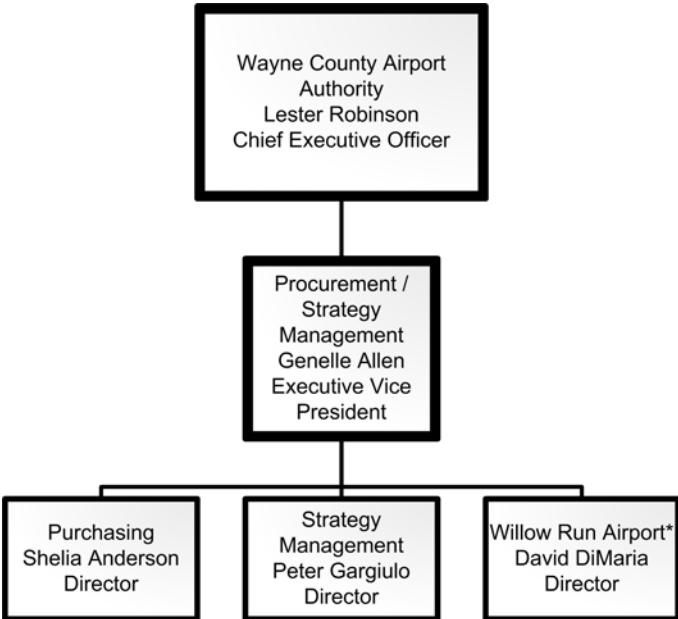 Wayne County Airport
Authority
Lester Robinson
Chief Executive Officer
Procurement /
Strategy
Management
Genelle Allen
Executive Vice
President
Purchasing
Shelia Anderson
Director
Strategy
Management
Peter Gargiulo
Director
Willow Run Airport*
David DiMaria
Director